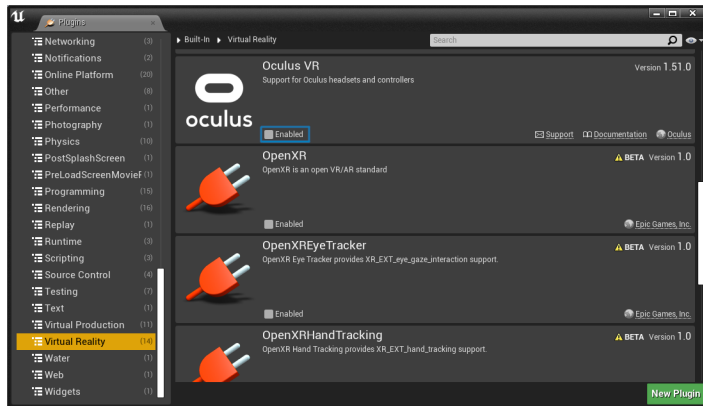 Plugins
Networking (3)
Notifications (2)
Online Platform (20)
Other (8)
Performance (1)
Photography (1)
Physics (10)
PostSplashScreen (1)
PreLoadScreenMovieF (1)
Programming (15)
Rendering (16)
Replay (1)
Runtime (3)
Scripting (3)
Source Control (4)
Testing (7)
Text (1)
Virtual Production (11)
Virtual Reality (14)
Water (1)
Web (1)
Widgets (1)
Built-In Virtual Reality Search
oculus
Oculus VR Version 1.51.0
Support for Oculus headsets and controllers
Enabled Support Documentation Oculus
OpenXR BETA Version 1.0
OpenXR is an open VR/AR standard
Enabled Epic Games, Inc.
OpenXREyeTracker BETA Version 1.0
OpenXR Eye Tracker provides XR_EXT_eye_gaze_interaction support.
Enabled Epic Games, Inc.
OpenXRHandTracking BETA Version 1.0
OpenXR Hand Tracking provides XR_EXT_hand_tracking support.
New Plugin